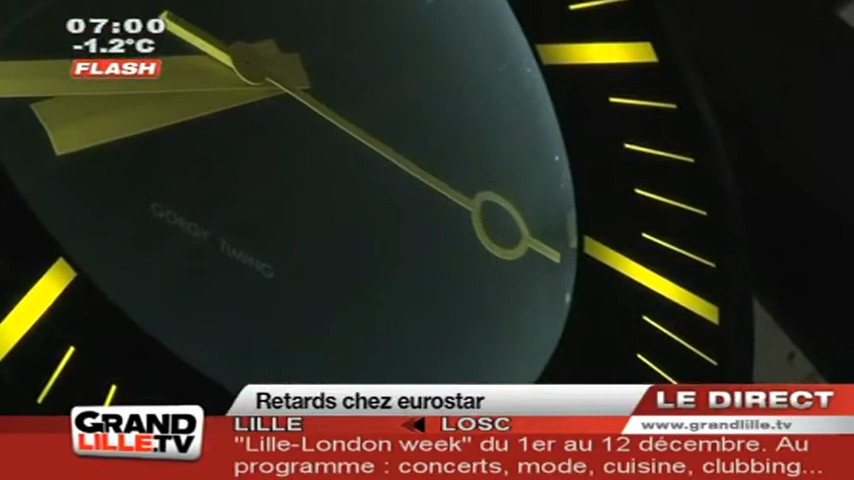 07:00
-1.2°C
FLASH
GORGY TIMING
Retards chez eurostar
LE DIRECT
LILLE
LOSC
www.grandlille.tv
GRAND
LILLE.TV
"Lille-London week" du 1er au 12 décembre. Au
programme : concerts, mode, cuisine, clubbing...